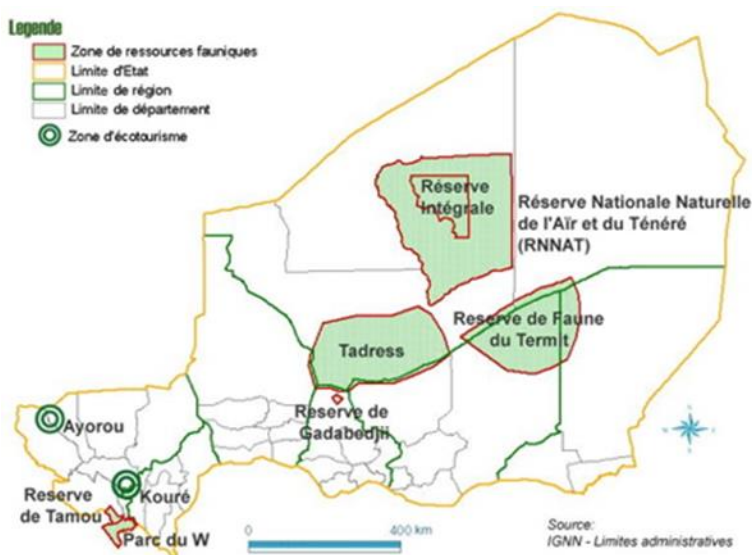 Legende
Zone de ressources fauniques
Limite d'Etat
Limite de région
Limite de département
Zone d'écotourisme
Réserve
Intégrale
Réserve Nationale Naturelle
de l'Aïr et du Ténéré
(RNNAT)
Reserve de Faune
du Termit
Tadress
Reserve de
Gadabedjii
Ayorou
Reserve
de Tamou
Kouré
Parc du W
N
0
400 km
Source:
IGNN - Limites administratives